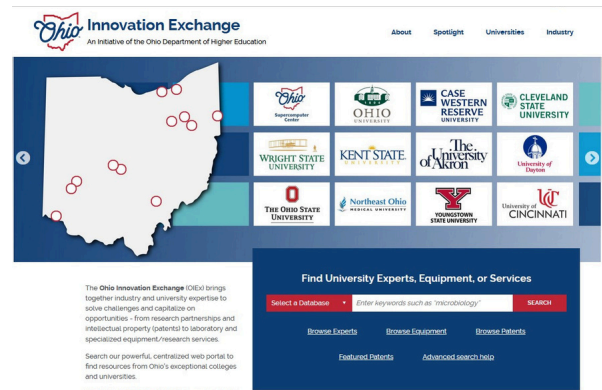 Ohio Innovation Exchange
An Initiative of the Ohio Department of Higher Education
About Spotlight Universities Industry
Ohio
Supercomputer
Center
OHIO
UNIVERSITY
CASE
WESTERN
RESERVE
UNIVERSITY
CLEVELAND
STATE
UNIVERSITY
WRIGHT STATE
UNIVERSITY
KENT STATE
UNIVERSITY
The
University
of Akron
University of
Dayton
THE OHIO STATE
UNIVERSITY
Northeast Ohio
MEDICAL UNIVERSITY
Y
YOUNGSTOWN
STATE UNIVERSITY
University of
CINCINNATI
The Ohio Innovation Exchange (OIEx) brings
together industry and university expertise to
solve challenges and capitalize on
opportunities - from research partnerships and
intellectual property (patents) to laboratory and
specialized equipment/research services.
Search our powerful, centralized web portal to
find resources from Ohio's exceptional colleges
and universities.
Find University Experts, Equipment, or Services
Select a Database Enter keywords such as 'microbiology' SEARCH
Browse Experts Browse Equipment Browse Patents
Featured Patents Advanced search help